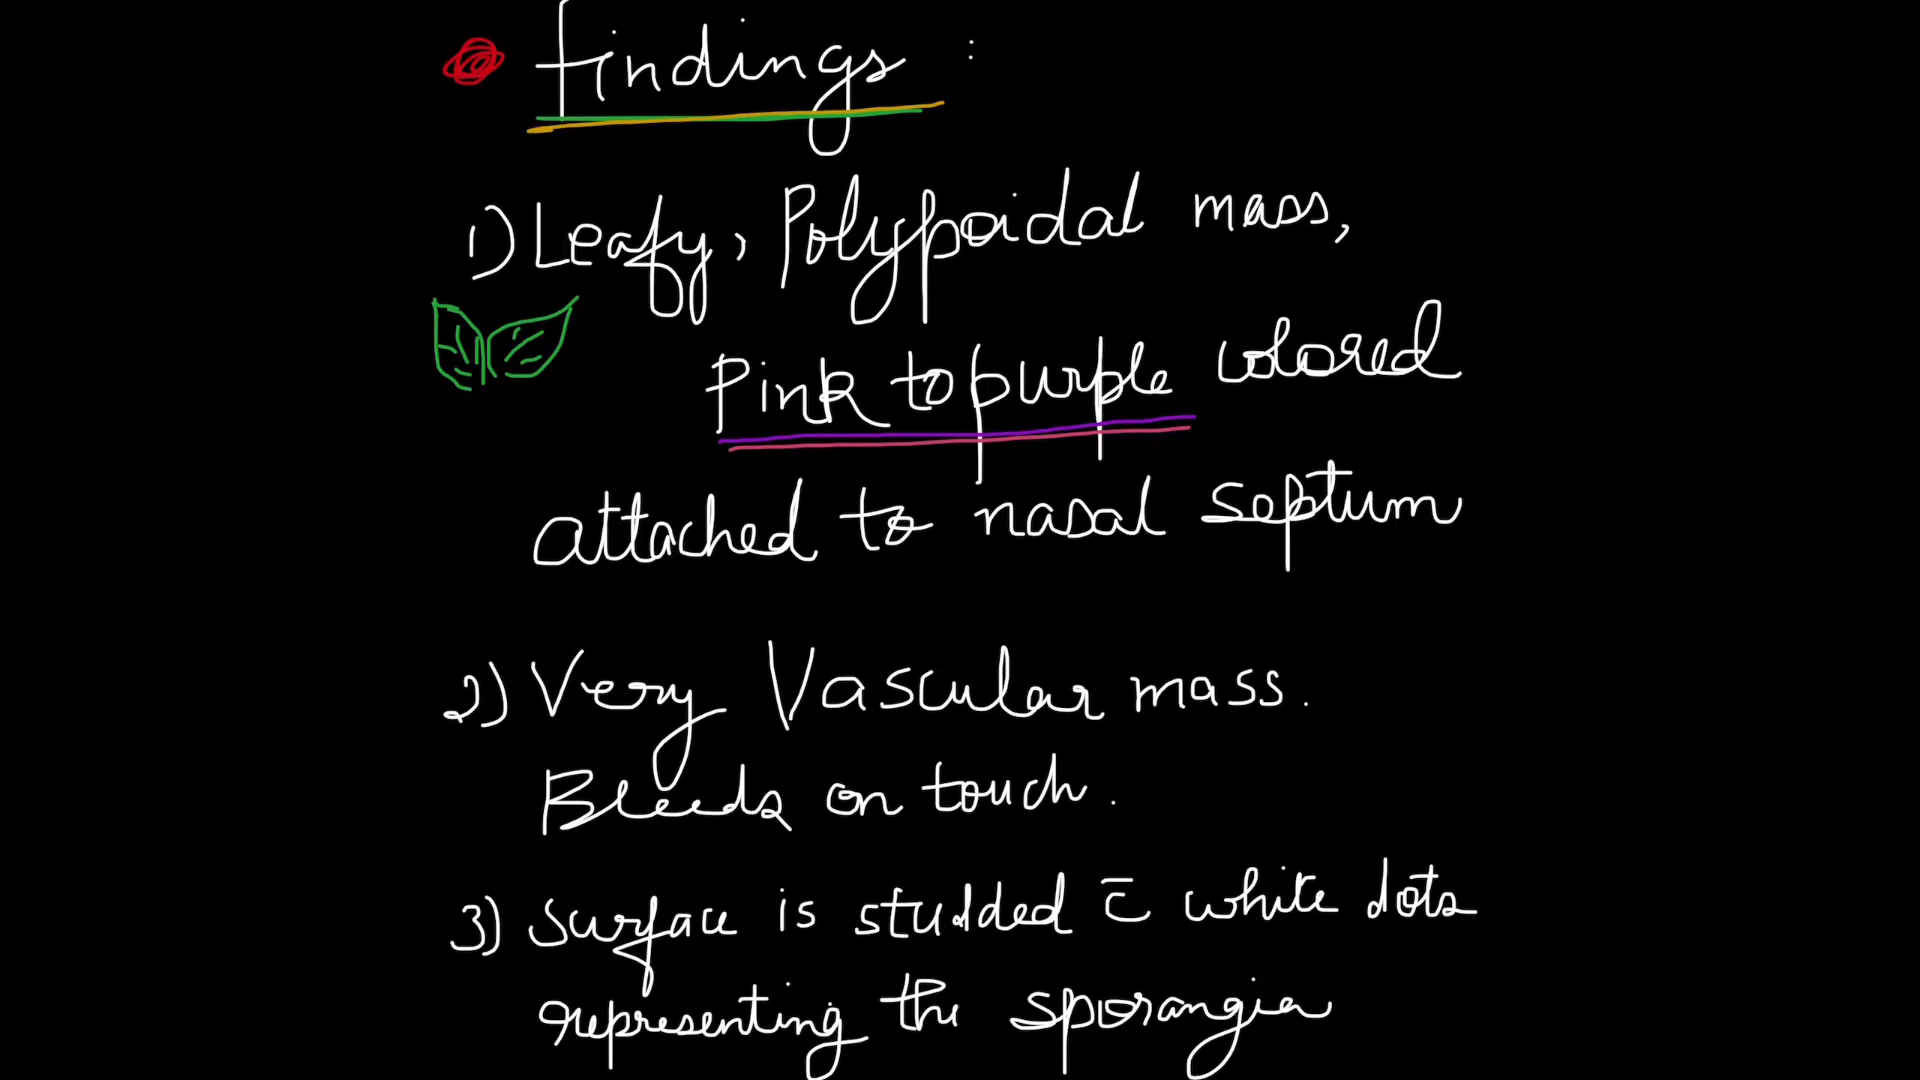 findings :
1) Leafy, Polypoidal mass,
Pink to purple colored
attached to nasal septum
2) Very Vascular mass.
Bleeds on touch.
3) Surface is studded c̄ white dots
representing the sporangia